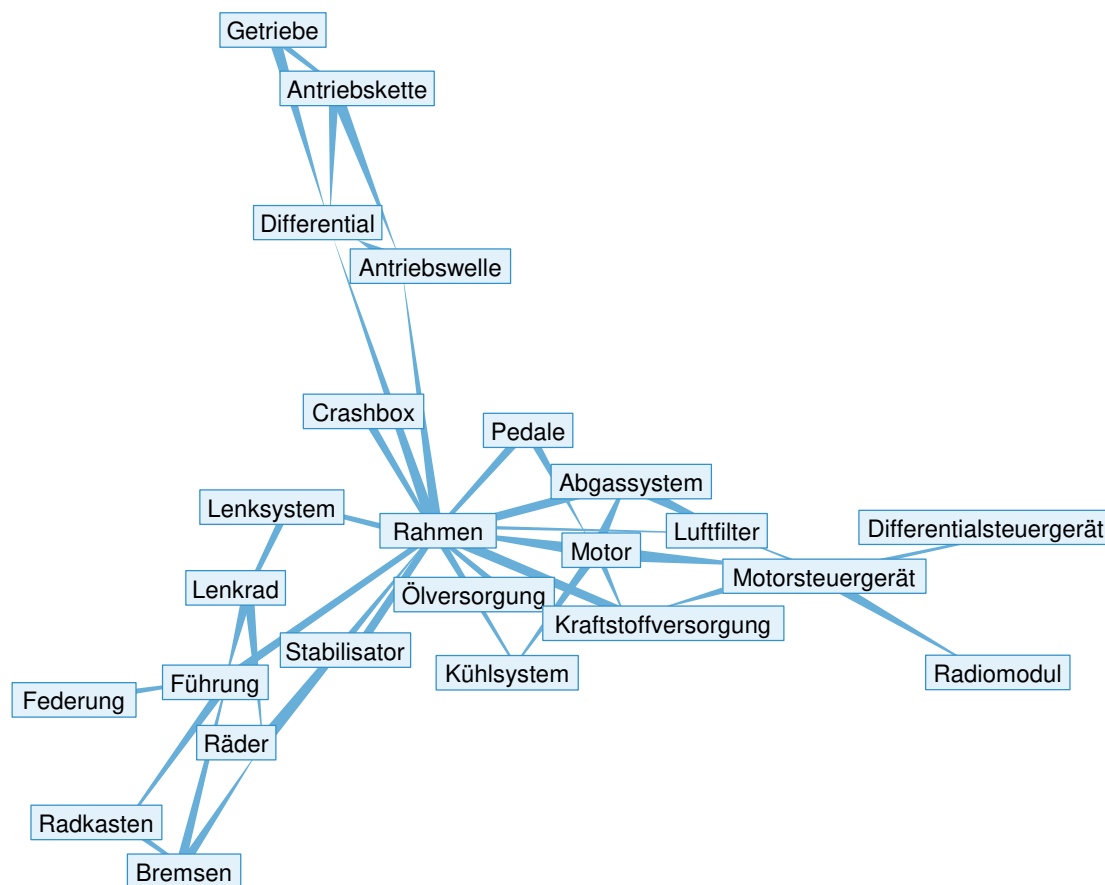 Getriebe
Antriebskette
Differential
Antriebswelle
Crashbox
Pedale
Abgassystem
Lenksystem
Rahmen
Luftfilter
Differentialsteuergerät
Motor
Motorsteuergerät
Lenkrad
Ölversorgung
Kraftstoffversorgung
Stabilisator
Kühlsystem
Radiomodul
Führung
Federung
Räder
Radkasten
Bremsen